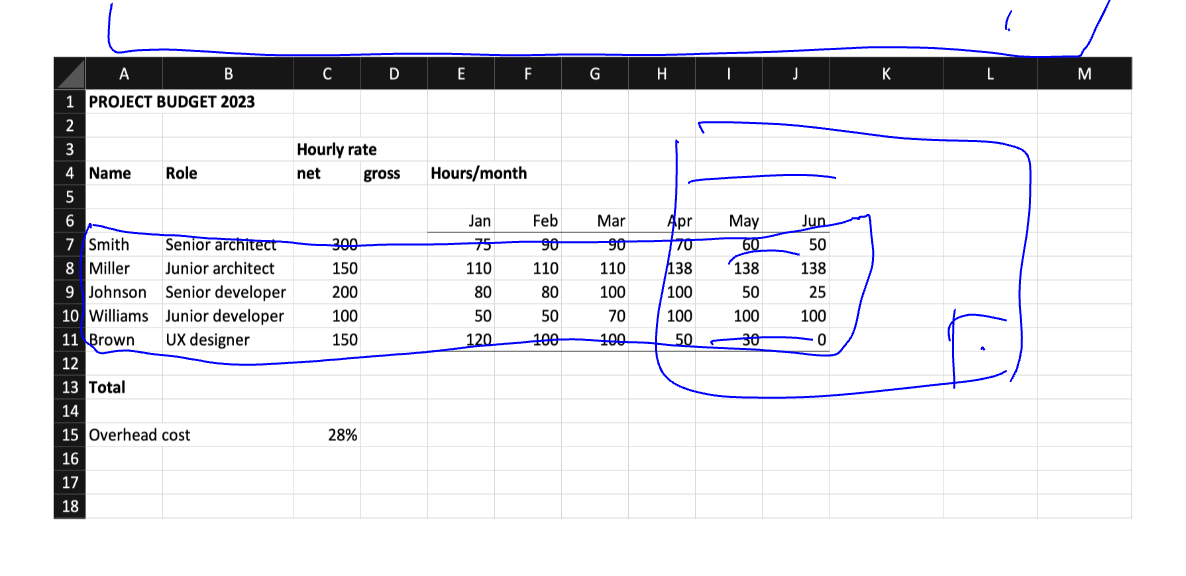 A B C D E F G H I J K L M
1 PROJECT BUDGET 2023
2
3 Hourly rate
4 Name Role net gross Hours/month
5
6 Jan Feb Mar Apr May Jun
7 Smith Senior architect 300 75 90 90 70 60 50
8 Miller Junior architect 150 110 110 110 138 138 138
9 Johnson Senior developer 200 80 80 100 100 50 25
10 Williams Junior developer 100 50 50 70 100 100 100
11 Brown UX designer 150 120 100 100 50 30 0
12
13 Total
14
15 Overhead cost 28%
16
17
18